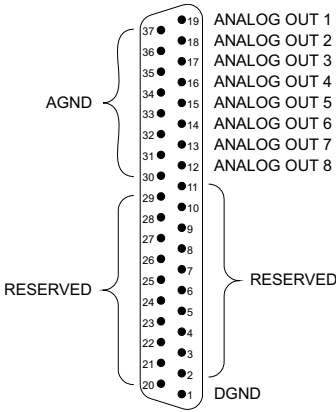 19 ANALOG OUT 1
37
18 ANALOG OUT 2
36
17 ANALOG OUT 3
35
16 ANALOG OUT 4
34
AGND
15 ANALOG OUT 5
33
14 ANALOG OUT 6
32
13 ANALOG OUT 7
31
12 ANALOG OUT 8
30
11
29
10
28
9
27
8
26
7
25
RESERVED
6
RESERVED
24
5
23
4
22
3
21
2
20
1 DGND